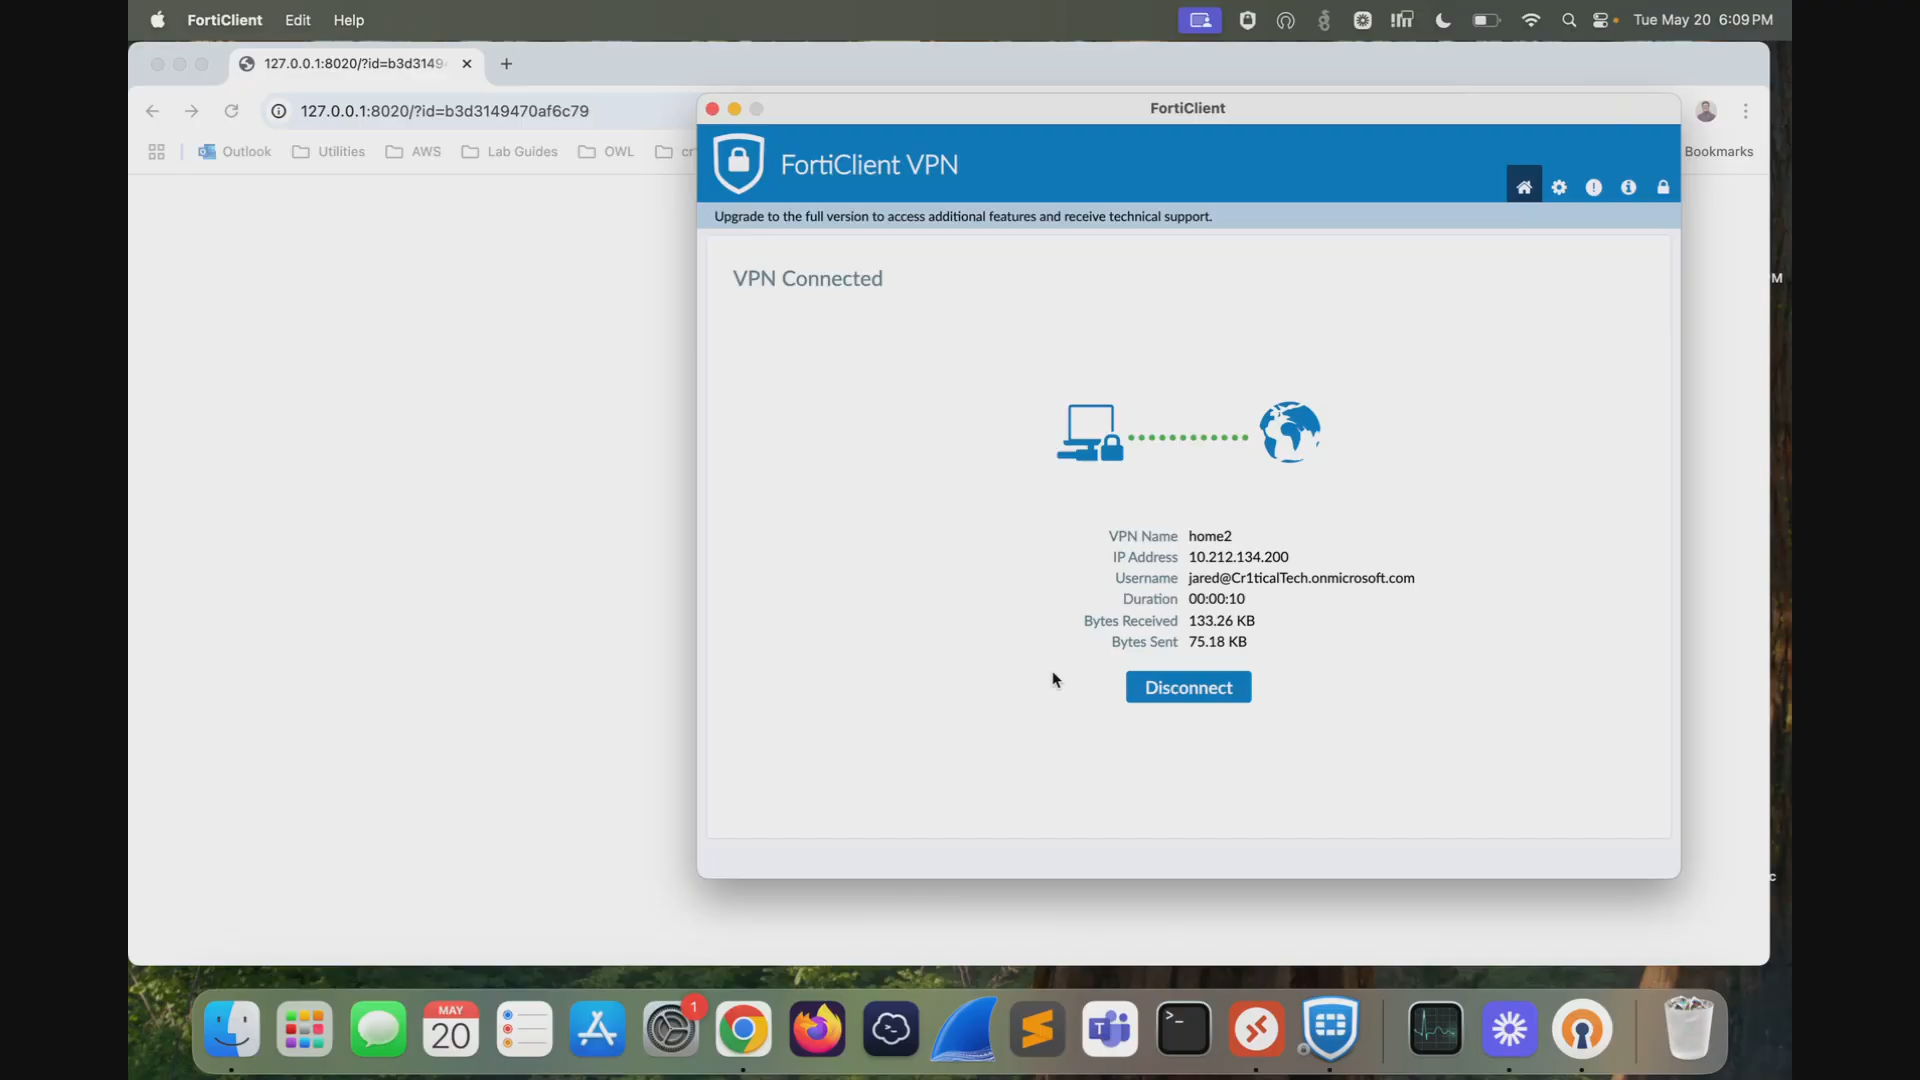 FortiClient Edit Help
Tue May 20 6:09 PM
127.0.0.1:8020/?id=b3d3149
127.0.0.1:8020/?id=b3d3149470af6c79
Outlook Utilities AWS Lab Guides OWL
Bookmarks
FortiClient
FortiClient VPN
Upgrade to the full version to access additional features and receive technical support.
VPN Connected
M
VPN Name home2
IP Address 10.212.134.200
Username jared@Cr1ticalTech.onmicrosoft.com
Duration 00:00:10
Bytes Received 133.26 KB
Bytes Sent 75.18 KB
Disconnect
c
MAY
20
1